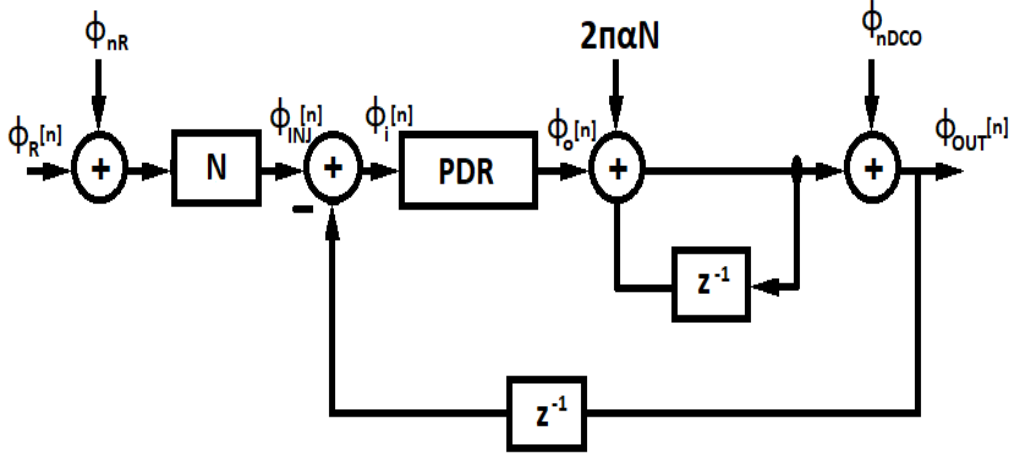 ϕnR
2παN
ϕnDCO
ϕR[n]
+
N
ϕINJ[n]
+
−
ϕi[n]
PDR
ϕo[n]
+
+
ϕOUT[n]
z⁻¹
z⁻¹